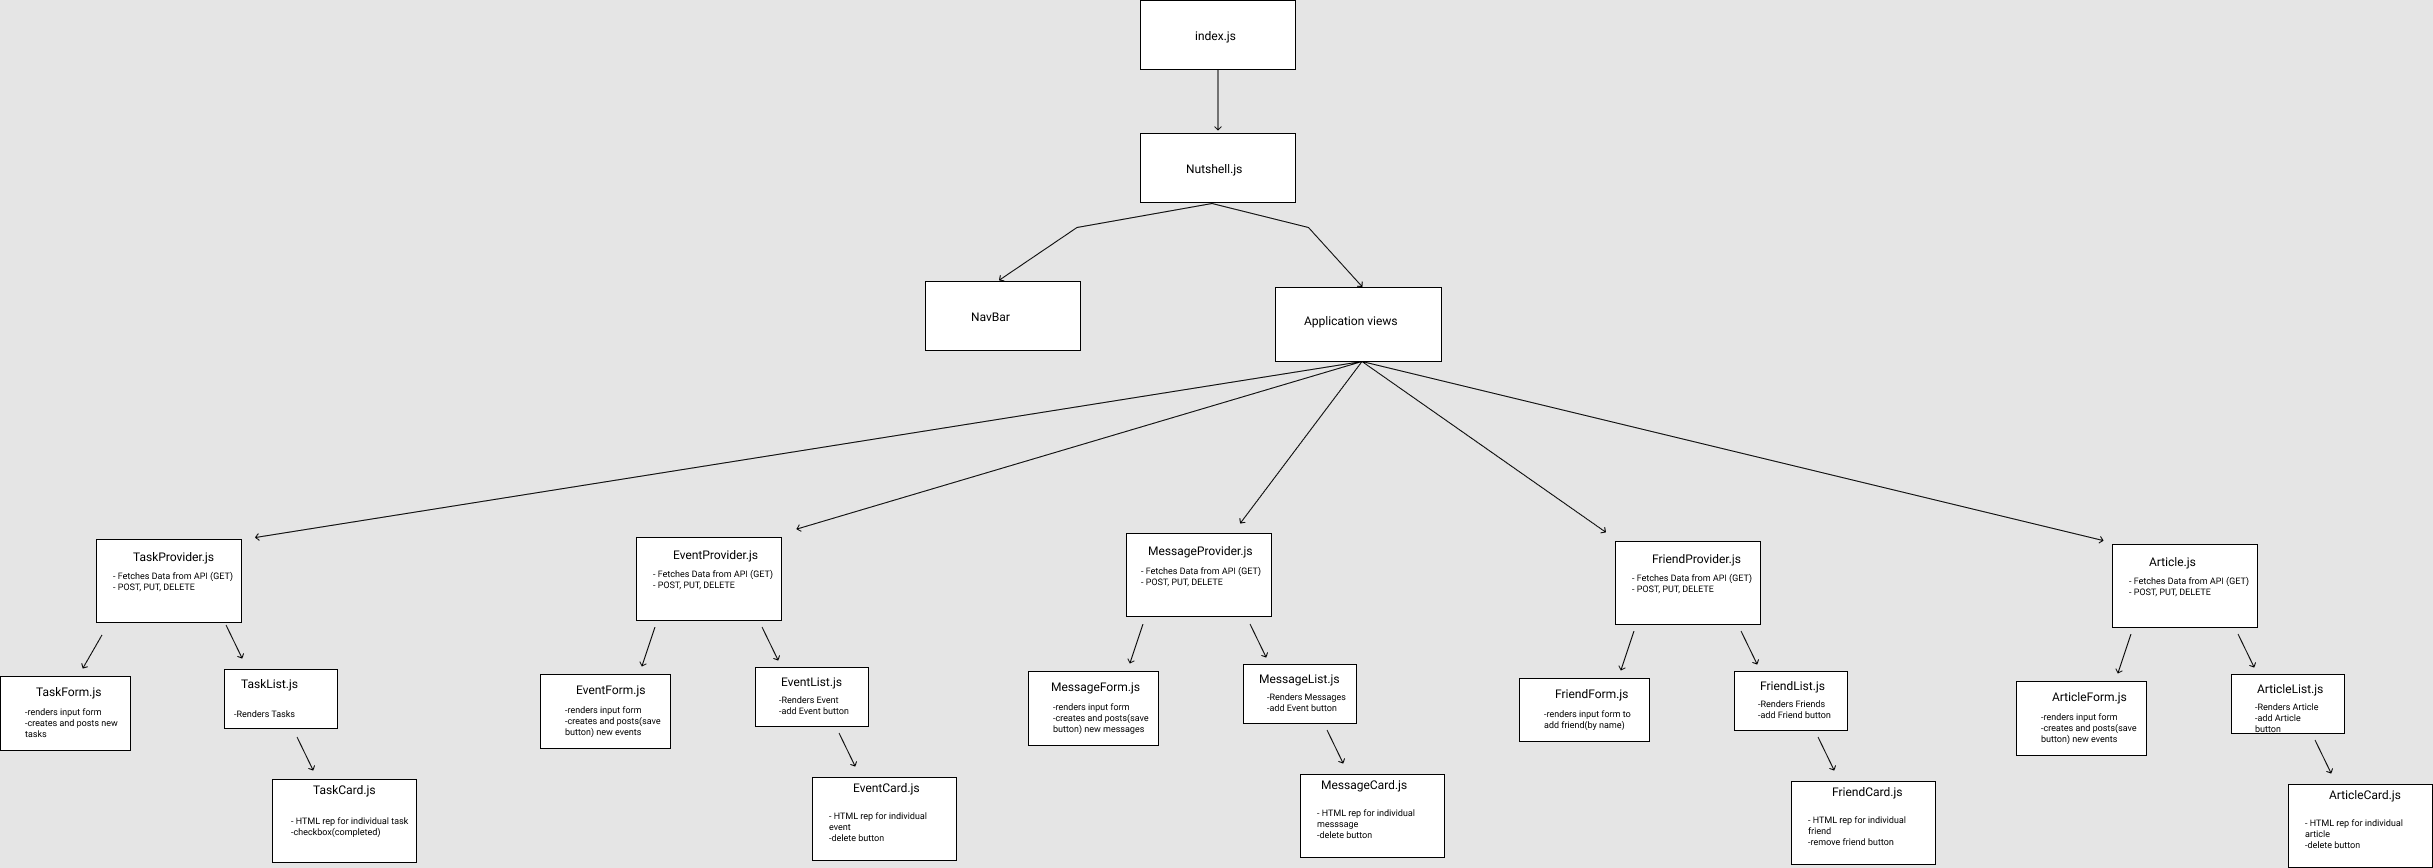 index.js
Nutshell.js
NavBar
Application views
TaskProvider.js
- Fetches Data from API (GET)
- POST, PUT, DELETE
EventProvider.js
- Fetches Data from API (GET)
- POST, PUT, DELETE
MessageProvider.js
- Fetches Data from API (GET)
- POST, PUT, DELETE
FriendProvider.js
- Fetches Data from API (GET)
- POST, PUT, DELETE
Article.js
- Fetches Data from API (GET)
- POST, PUT, DELETE
TaskForm.js
-renders input form
-creates and posts new
tasks
TaskList.js
-Renders Tasks
EventForm.js
-renders input form
-creates and posts(save
button) new events
EventList.js
-Renders Event
-add Event button
MessageForm.js
-renders input form
-creates and posts(save
button) new messages
MessageList.js
-Renders Messages
-add Event button
FriendForm.js
-renders input form to
add friend(by name)
FriendList.js
-Renders Friends
-add Friend button
ArticleForm.js
-renders input form
-creates and posts(save
button) new events
ArticleList.js
-Renders Article
-add Article
button
TaskCard.js
- HTML rep for individual task
-checkbox(completed)
EventCard.js
- HTML rep for individual
event
-delete button
MessageCard.js
- HTML rep for individual
messsage
-delete button
FriendCard.js
- HTML rep for individual
friend
-remove friend button
ArticleCard.js
- HTML rep for individual
article
-delete button